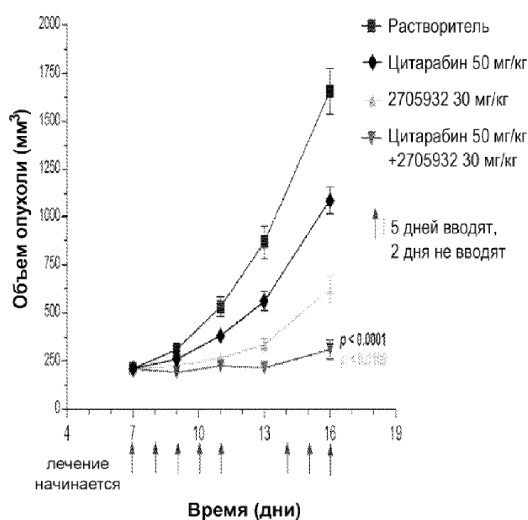 Объем опухоли (мм³)
2000
1750
1500
1250
1000
750
500
250
0
4
7
10
13
16
19
Время (дни)
лечение
начинается
Растворитель
Цитарабин 50 мг/кг
2705932 30 мг/кг
Цитарабин 50 мг/кг
+2705932 30 мг/кг
5 дней вводят,
2 дня не вводят
p < 0.0001